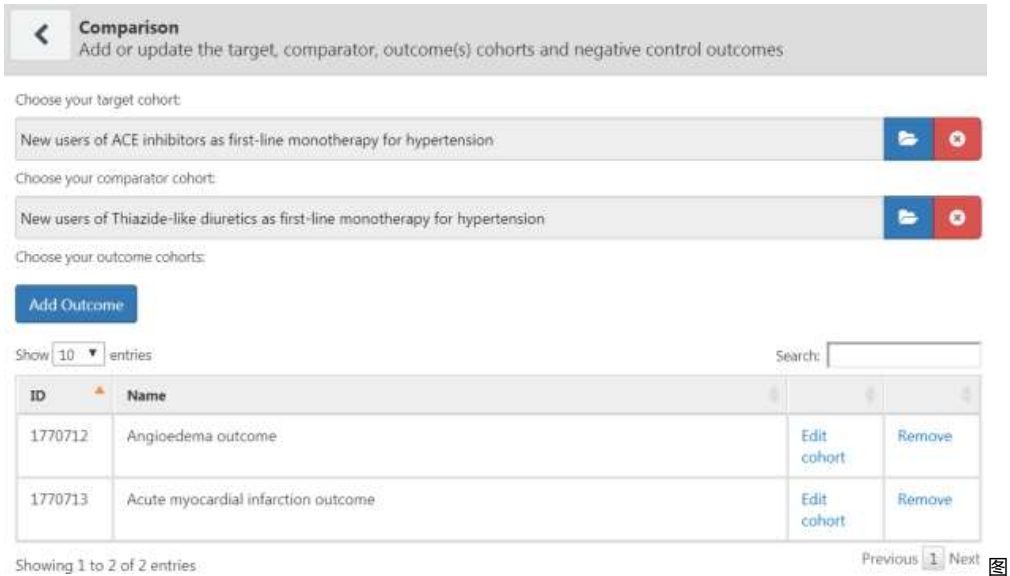 Comparison
Add or update the target, comparator, outcome(s) cohorts and negative control outcomes
Choose your target cohort:
New users of ACE inhibitors as first-line monotherapy for hypertension
Choose your comparator cohort:
New users of Thiazide-like diuretics as first-line monotherapy for hypertension
Choose your outcome cohorts:
Add Outcome
Show 10 entries Search:
ID Name
1770712 Angioedema outcome Edit cohort Remove
1770713 Acute myocardial infarction outcome Edit cohort Remove
Showing 1 to 2 of 2 entries Previous 1 Next 图